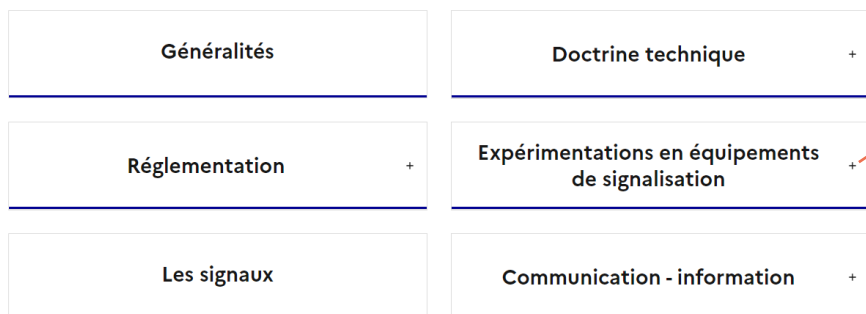 Généralités
Doctrine technique +
Réglementation +
Expérimentations en équipements
de signalisation +
Les signaux
Communication - information +